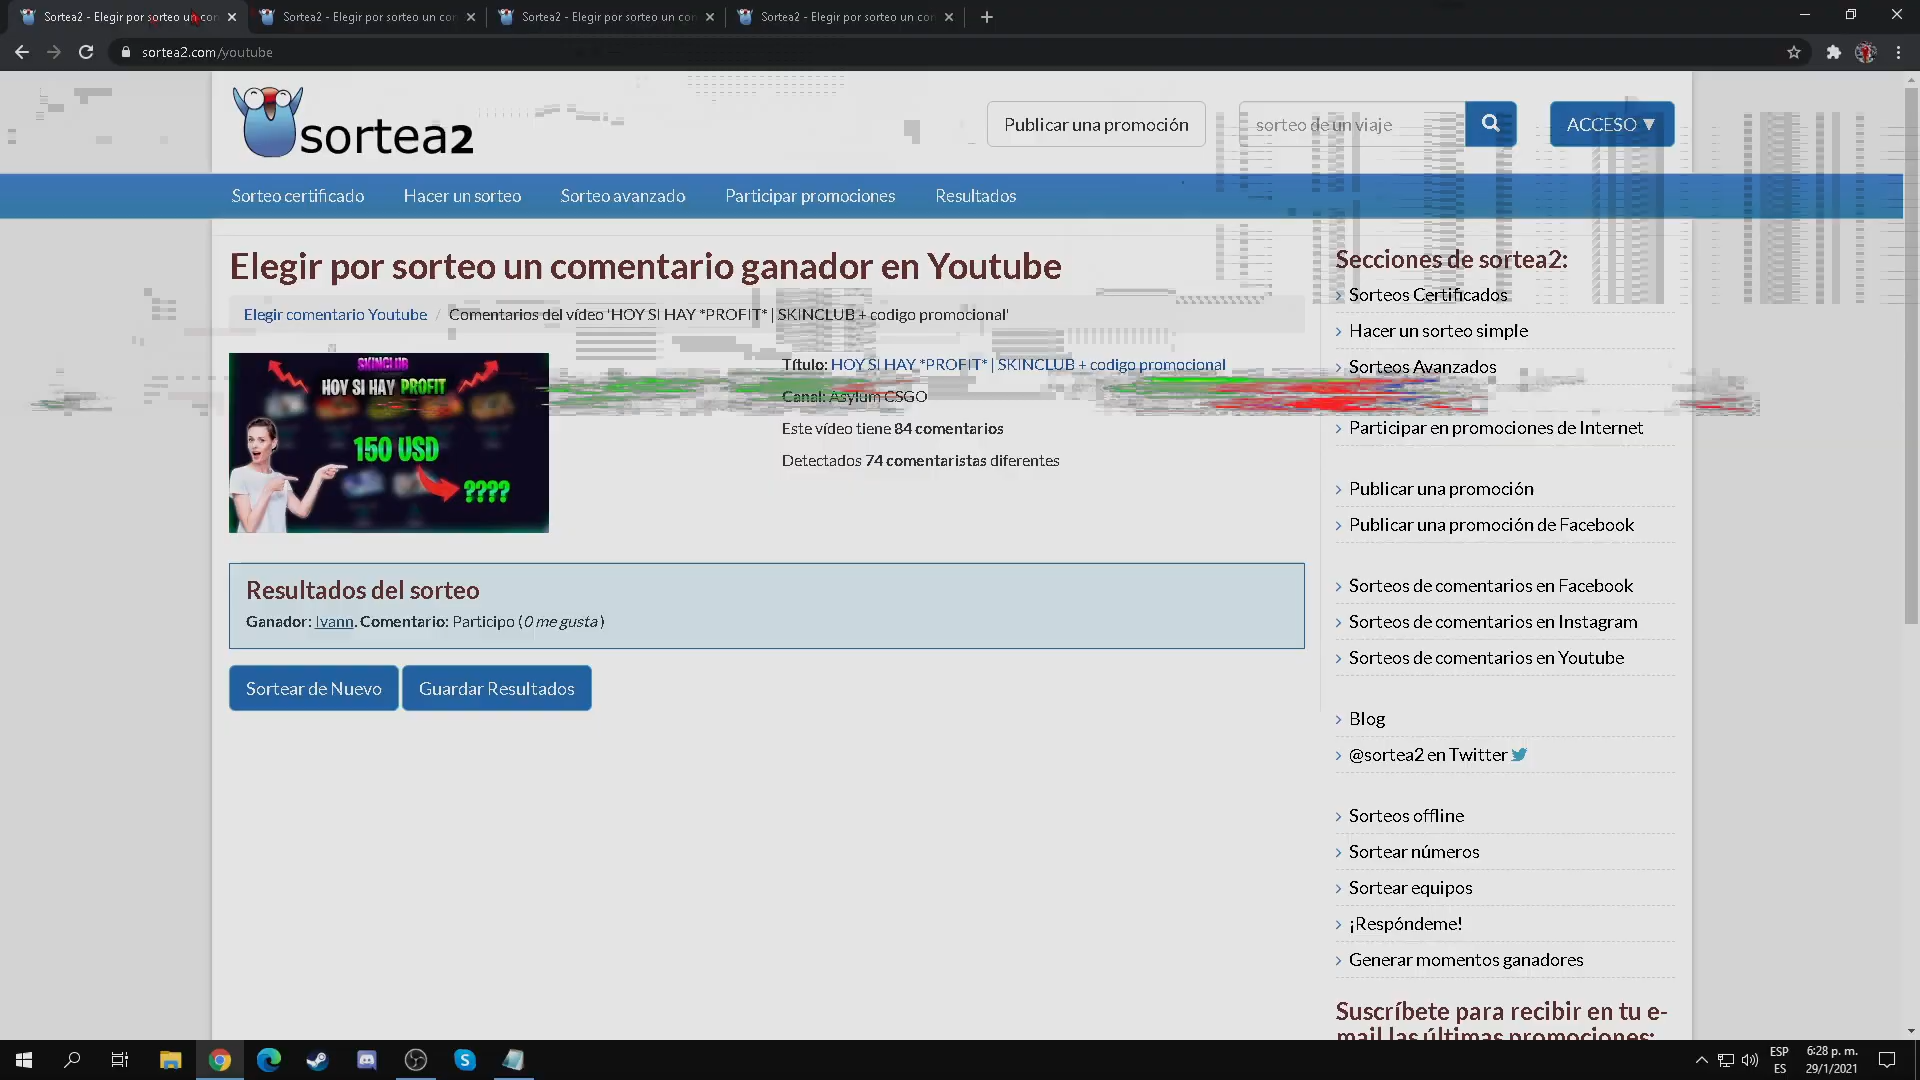 Sortea2 - Elegir por sorteo un con
Sortea2 - Elegir por sorteo un con
Sortea2 - Elegir por sorteo un con
Sortea2 - Elegir por sorteo un con
sortea2.com/youtube
sortea2
Publicar una promoción
sorteo de un viaje
ACCESO ▼
Sorteo certificado
Hacer un sorteo
Sorteo avanzado
Participar promociones
Resultados
Elegir por sorteo un comentario ganador en Youtube
Elegir comentario Youtube / Comentarios del vídeo 'HOY SI HAY *PROFIT* | SKINCLUB + codigo promocional'
SKINCLUB
HOY SI HAY PROFIT
150 USD
????
Título: HOY SI HAY *PROFIT* | SKINCLUB + codigo promocional
Canal: Asylum CSGO
Este vídeo tiene 84 comentarios
Detectados 74 comentaristas diferentes
Resultados del sorteo
Ganador: Ivann. Comentario: Participo (0 me gusta )
Sortear de Nuevo
Guardar Resultados
Secciones de sortea2:
Sorteos Certificados
Hacer un sorteo simple
Sorteos Avanzados
Participar en promociones de Internet
Publicar una promoción
Publicar una promoción de Facebook
Sorteos de comentarios en Facebook
Sorteos de comentarios en Instagram
Sorteos de comentarios en Youtube
Blog
@sortea2 en Twitter
Sorteos offline
Sortear números
Sortear equipos
¡Respóndeme!
Generar momentos ganadores
Suscríbete para recibir en tu e-
mail las últimas promociones:
ESP
ES
6:28 p. m.
29/1/2021